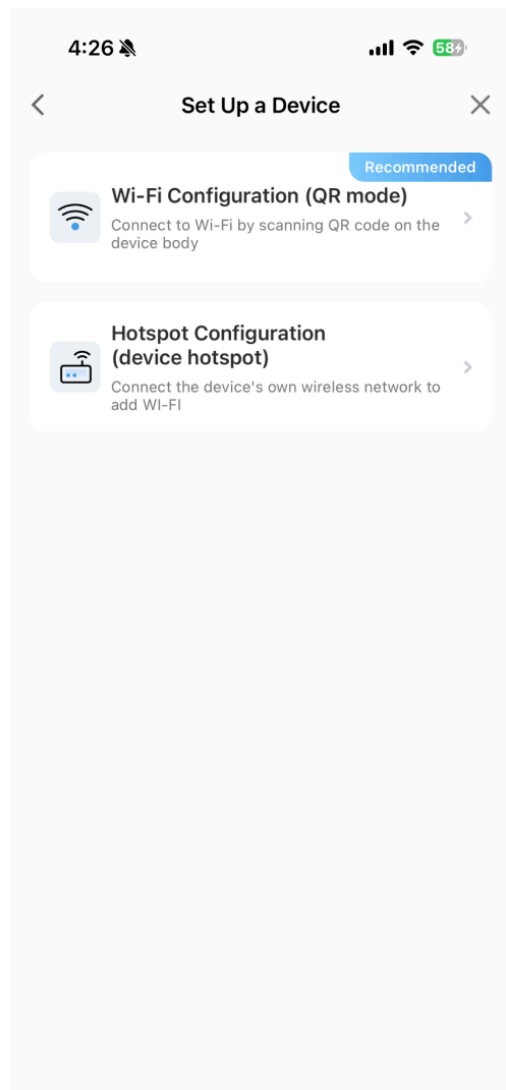 4:26
58
Set Up a Device
Recommended
Wi-Fi Configuration (QR mode)
Connect to Wi-Fi by scanning QR code on the
device body
Hotspot Configuration
(device hotspot)
Connect the device's own wireless network to
add WI-FI